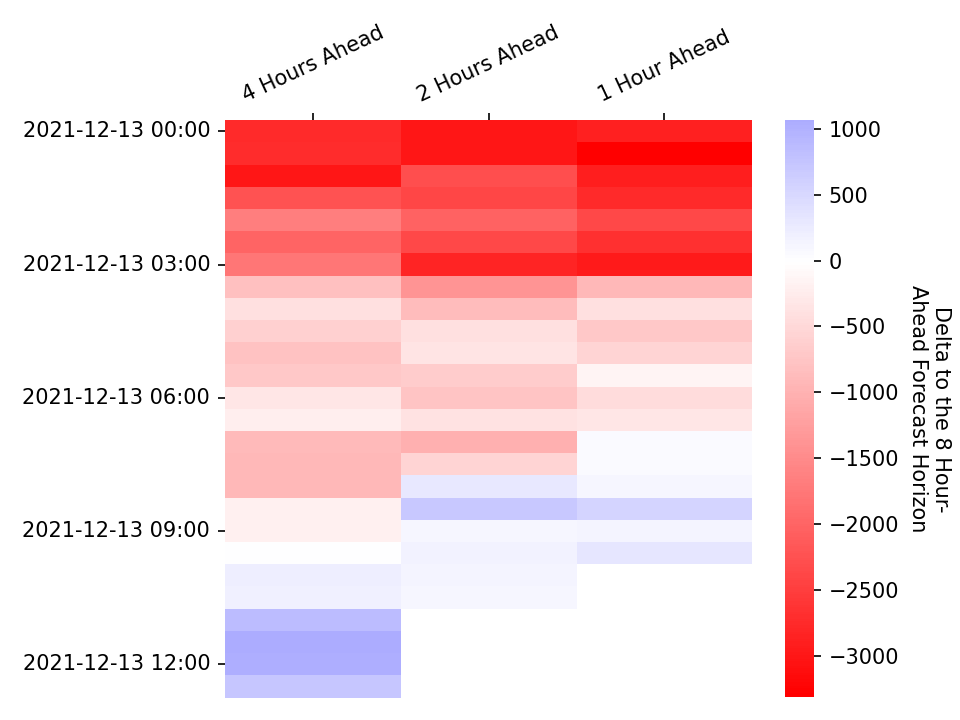 4 Hours Ahead
2 Hours Ahead
1 Hour Ahead
2021-12-13 00:00
2021-12-13 03:00
2021-12-13 06:00
2021-12-13 09:00
2021-12-13 12:00
1000
500
0
−500
−1000
−1500
−2000
−2500
−3000
Delta to the 8 Hour-
Ahead Forecast Horizon